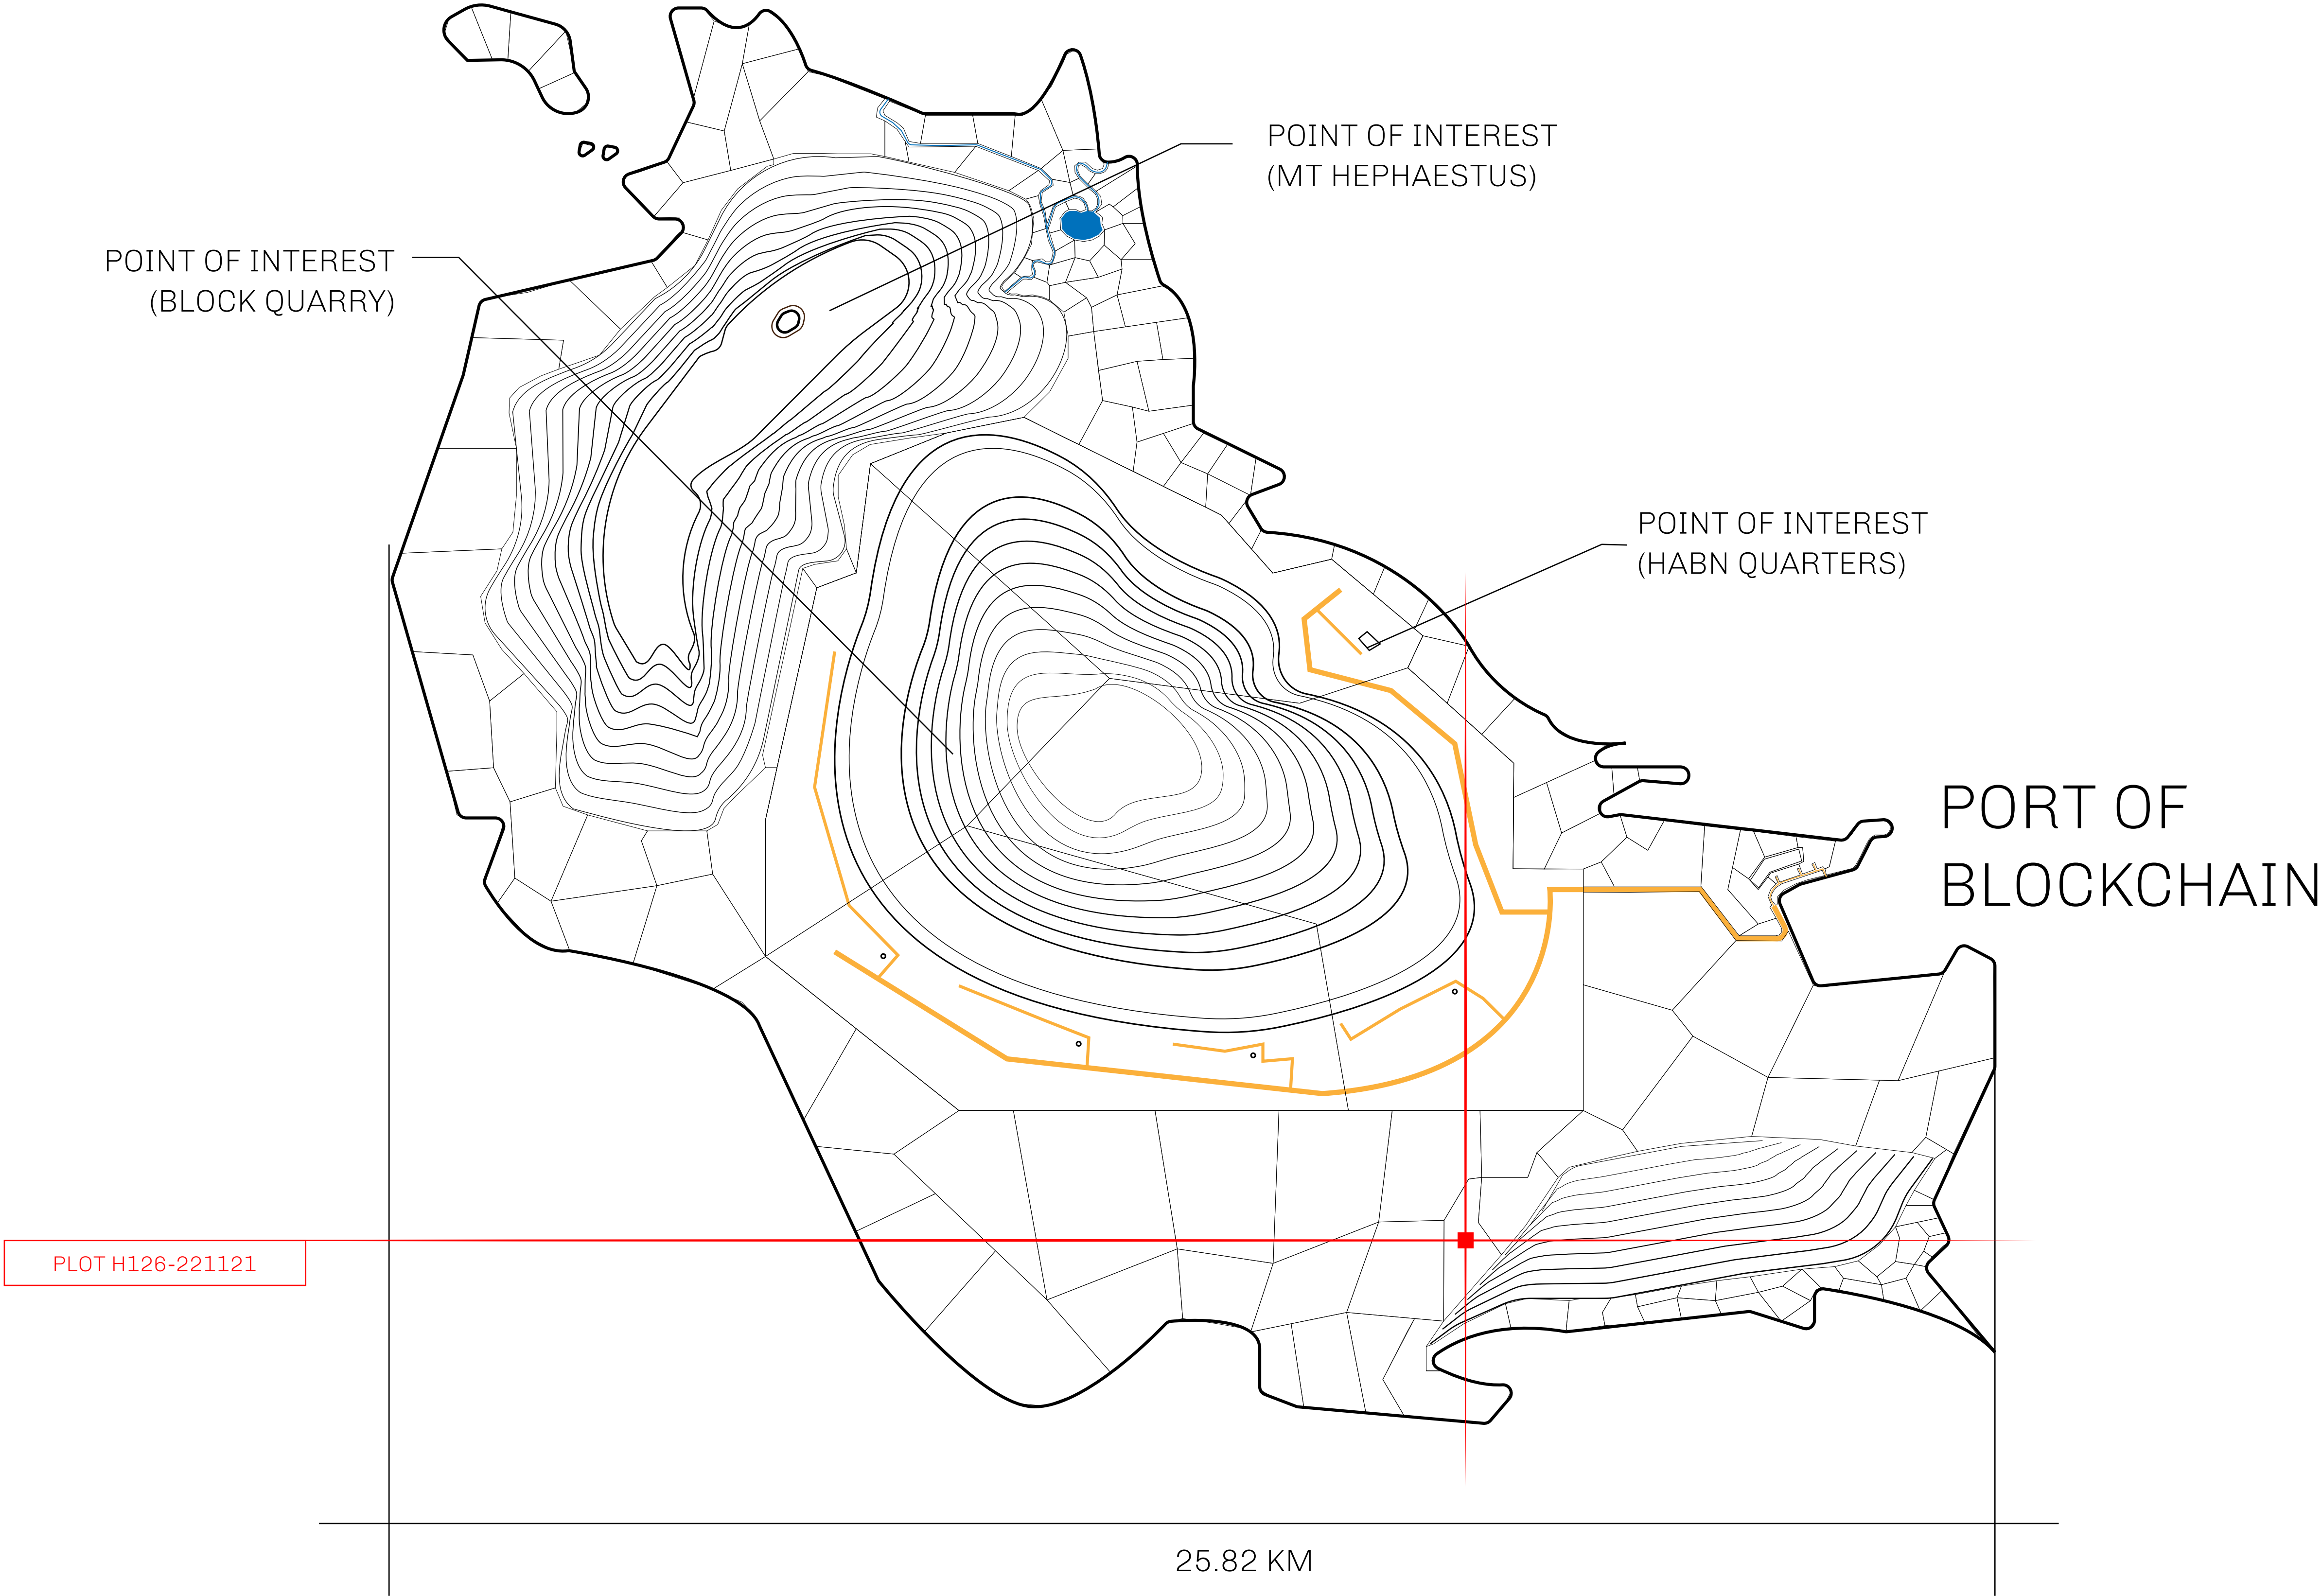 POINT OF INTEREST
(MT HEPHAESTUS)
POINT OF INTEREST
(BLOCK QUARRY)
POINT OF INTEREST
(HABN QUARTERS)
PORT OF
BLOCKCHAIN
PLOT H126-221121
25.82 KM